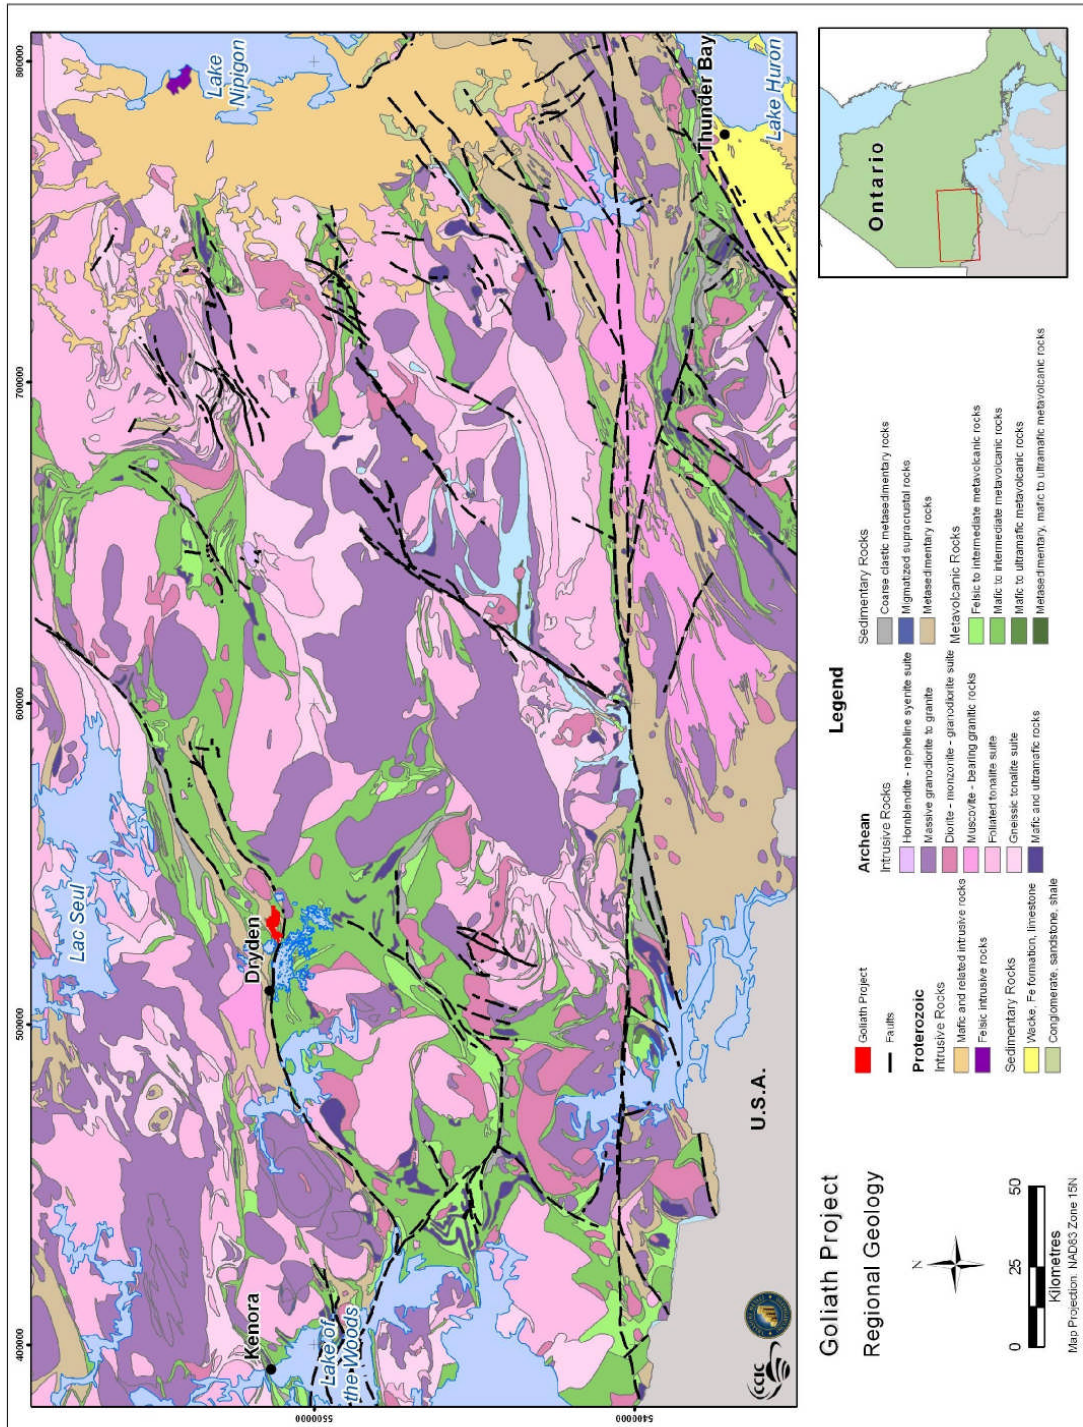 400000
500000
600000
700000
800000
5550000
5500000
Kenora
Lake of
the Woods
Dryden
Lac Seul
Lake
Nipigon
Thunder Bay
Lake Huron
U.S.A.
ccic
Goliath Project
Regional Geology
N
0
25
50
Kilometres
Map Projection. NAD83 Zone 15N
Legend
Goliath Project
Faults
Proterozoic
Intrusive Rocks
Mafic and related intrusive rocks
Felsic intrusive rocks
Sedimentary Rocks
Wacke, Fe formation, limestone
Conglomerate, sandstone, shale
Archean
Intrusive Rocks
Hornblendite - nepheline syenite suite
Massive granodiorite to granite
Diorite - monzonite - granodiorite suite
Muscovite - bearing granitic rocks
Foliated tonalite suite
Gneissic tonalite suite
Mafic and ultramafic rocks
Sedimentary Rocks
Coarse clastic metasedimentary rocks
Migmatized supracrustal rocks
Metasedimentary rocks
Metavolcanic Rocks
Felsic to intermediate metavolcanic rocks
Mafic to intermediate metavolcanic rocks
Mafic to ultramafic metavolcanic rocks
Metasedimentary, mafic to ultramafic metavolcanic rocks
Ontario